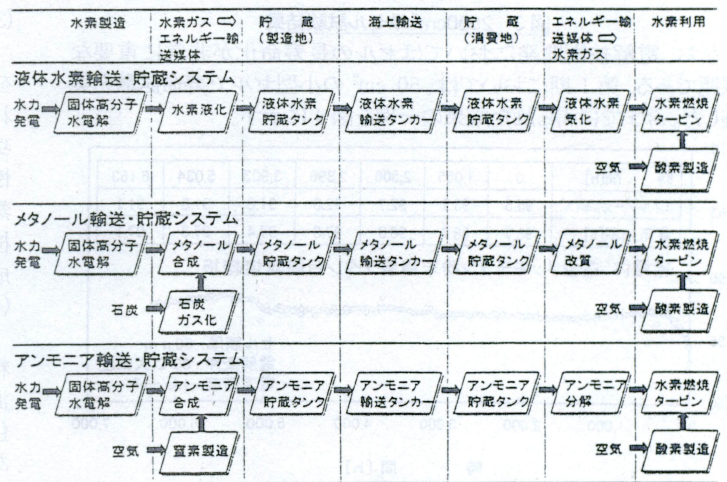 水素製造
水素ガス ⇨
エネルギー輸
送媒体
貯　蔵
(製造地)
海上輸送
貯　蔵
(消費地)
エネルギー輸
送媒体 ⇨
水素ガス
水素利用
液体水素輸送・貯蔵システム
水力
発電
固体高分子
水電解
水素液化
液体水素
貯蔵タンク
液体水素
輸送タンカー
液体水素
貯蔵タンク
液体水素
気化
水素燃焼
タービン
空気
酸素製造
メタノール輸送・貯蔵システム
水力
発電
固体高分子
水電解
メタノール
合成
メタノール
貯蔵タンク
メタノール
輸送タンカー
メタノール
貯蔵タンク
メタノール
改質
水素燃焼
タービン
石炭
石炭
ガス化
空気
酸素製造
アンモニア輸送・貯蔵システム
水力
発電
固体高分子
水電解
アンモニア
合成
アンモニア
貯蔵タンク
アンモニア
輸送タンカー
アンモニア
貯蔵タンク
アンモニア
分解
水素燃焼
タービン
空気
窒素製造
空気
酸素製造